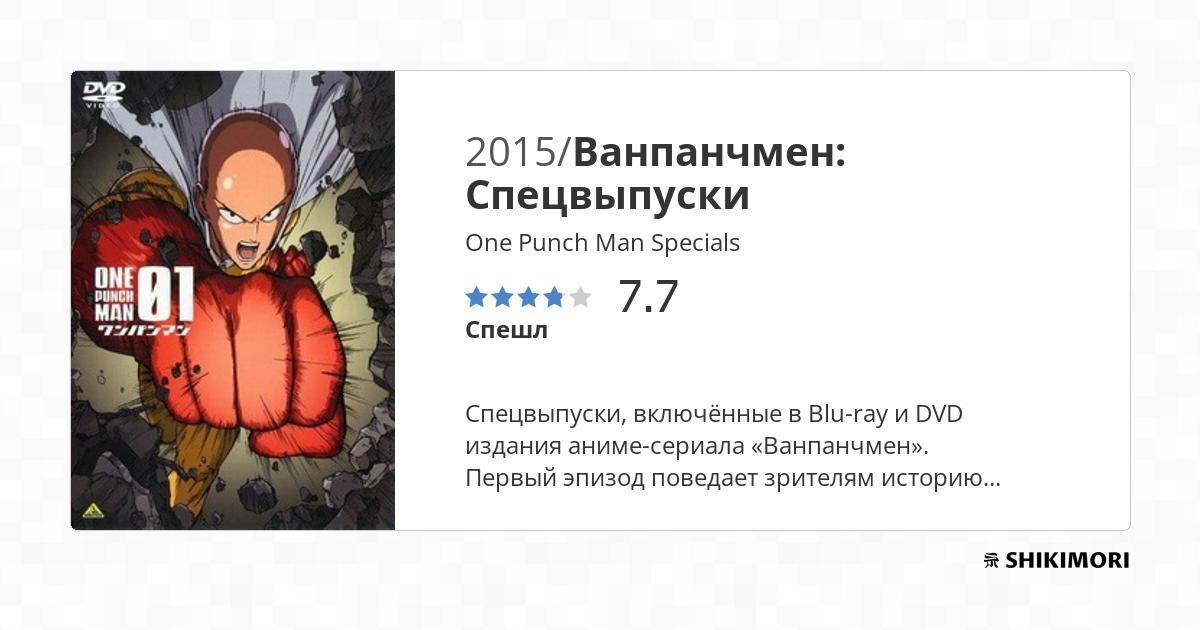 DVD
VIDEO
ONE
PUNCH
MAN
01
ワンパンマン
2015/Ванпанчмен:
Спецвыпуски
One Punch Man Specials
7.7
Спешл
Спецвыпуски, включённые в Blu-ray и DVD
издания аниме-сериала «Ванпанчмен».
Первый эпизод поведает зрителям историю...
SHIKIMORI